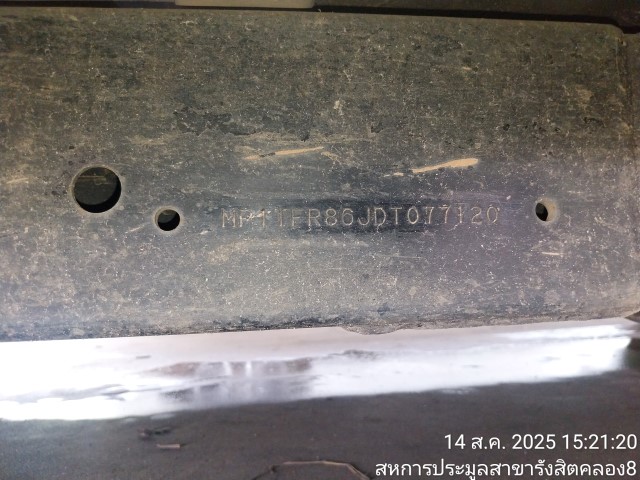 MP1TFR86JDT077120
14 ส.ค. 2025 15:21:20
สหการประมูลสาขารังสิตคลอง8